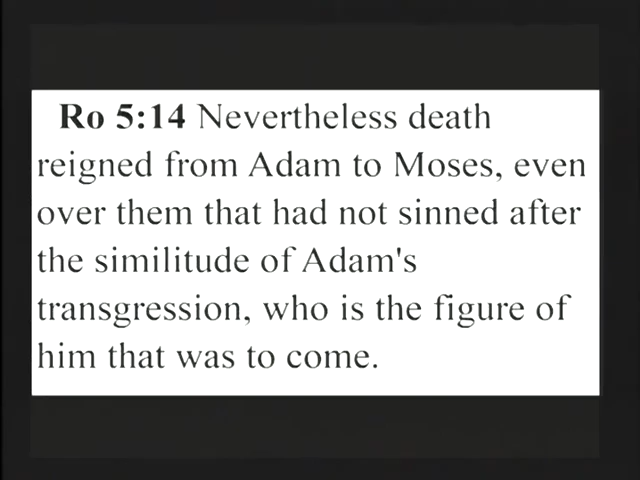 Ro 5:14 Nevertheless death
reigned from Adam to Moses, even
over them that had not sinned after
the similitude of Adam's
transgression, who is the figure of
him that was to come.